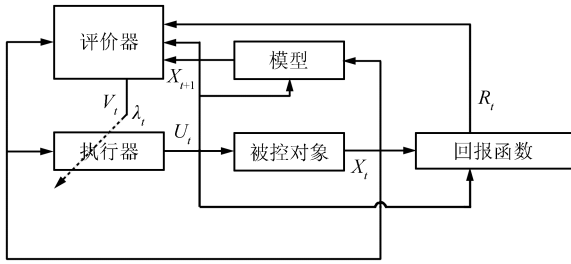 评价器
模型
X_{t+1}
R_t
V_t
λ_t
U_t
执行器
被控对象
X_t
回报函数